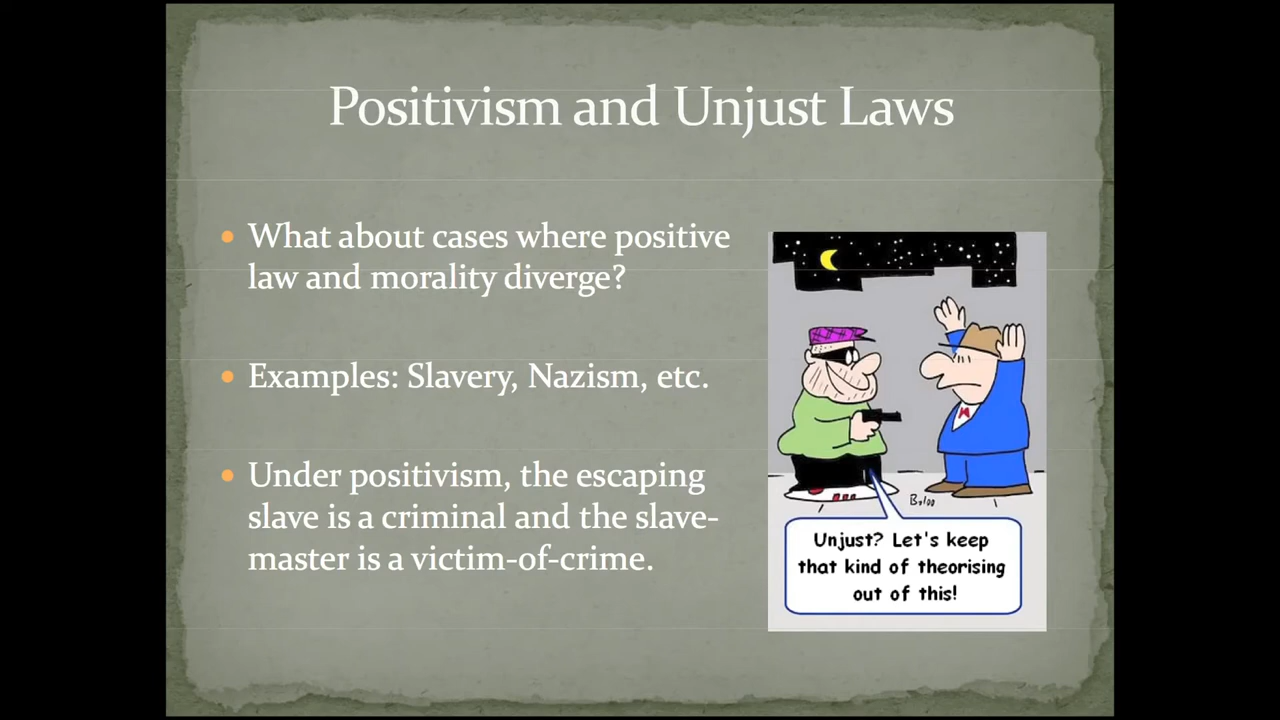 Positivism and Unjust Laws
• What about cases where positive
law and morality diverge?
• Examples: Slavery, Nazism, etc.
• Under positivism, the escaping
slave is a criminal and the slave-
master is a victim-of-crime.
Baloo
Unjust? Let's keep
that kind of theorising
out of this!